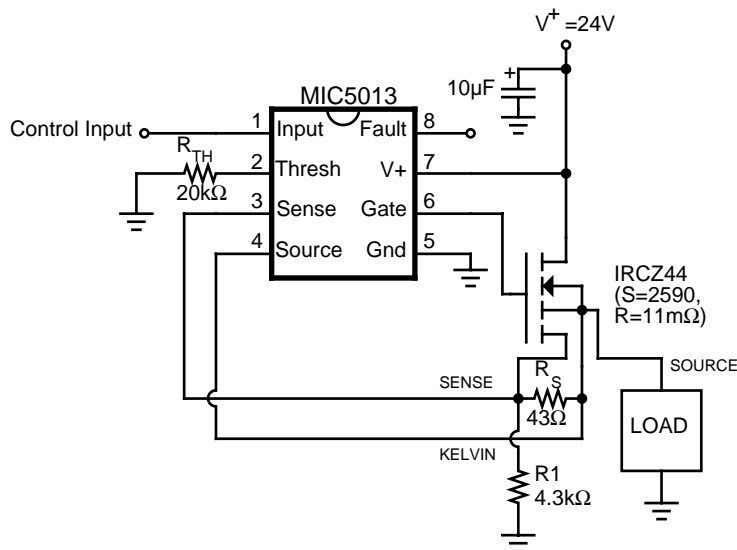 V+ =24V
+
10µF
MIC5013
Control Input
1 Input Fault 8
RTH
20kΩ
2 Thresh V+ 7
3 Sense Gate 6
4 Source Gnd 5
IRCZ44
(S=2590,
R=11mΩ)
SOURCE
SENSE
RS
43Ω
LOAD
KELVIN
R1
4.3kΩ